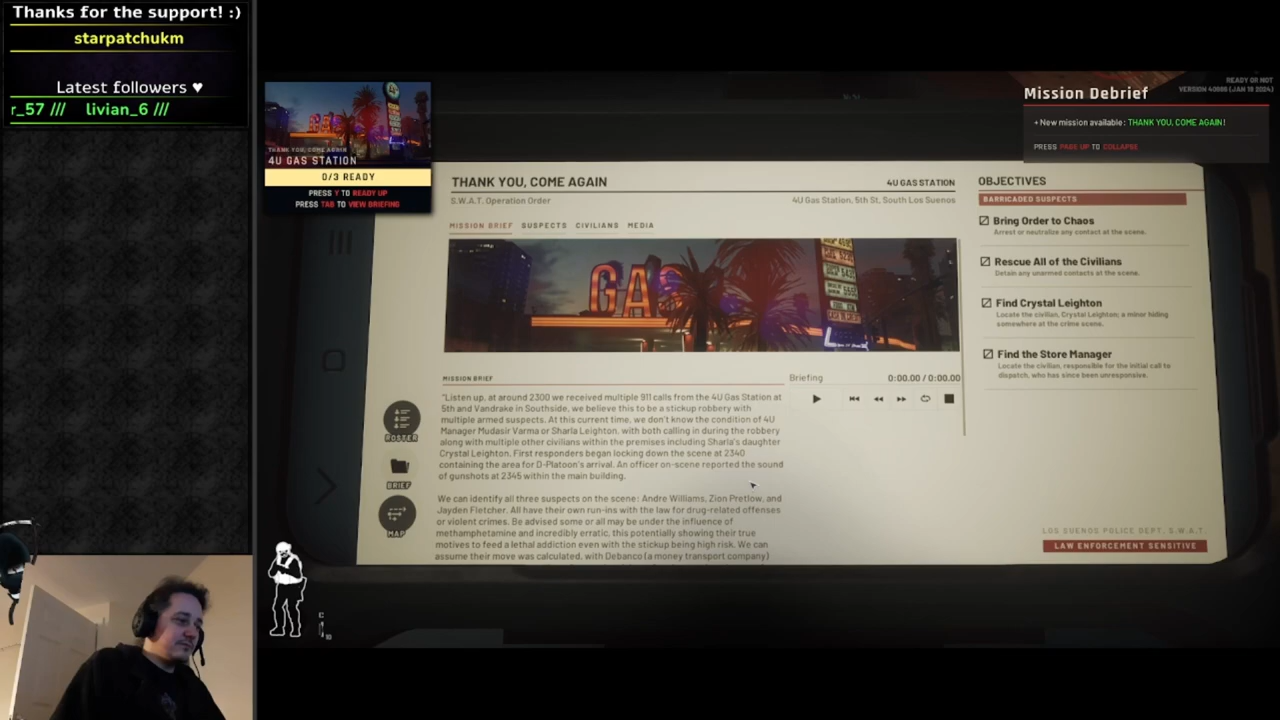 Thanks for the support! :)
starpatchukm
Latest followers ♥
r_57 /// livian_6 ///
THANK YOU, COME AGAIN
4U GAS STATION
0/3 READY
PRESS Y TO READY UP
PRESS TAB TO VIEW BRIEFING
READY OR NOT
Mission Debrief
+ New mission available: THANK YOU, COME AGAIN!
PRESS PAGE UP TO COLLAPSE
THANK YOU, COME AGAIN
4U GAS STATION
S.W.A.T. Operation Order
4U Gas Station, 5th St, South Los Suenos
MISSION BRIEF SUSPECTS CIVILIANS MEDIA
GAS
MISSION BRIEF
Briefing 0:00.00 / 0:00.00
"Listen up, at around 2300 we received multiple 911 calls from the 4U Gas Station at
5th and Vandrake in Southside, we believe this to be a stickup robbery with
multiple armed suspects. At this current time, we don't know the condition of 4U
Manager Mudasir Varma or Sharla Leighton, with both calling in during the robbery
along with multiple other civilians within the premises including Sharla's daughter
Crystal Leighton. First responders began locking down the scene at 2340
containing the area for D-Platoon's arrival. An officer on-scene reported the sound
of gunshots at 2345 within the main building.
We can identify all three suspects on the scene: Andre Williams, Zion Pretlow, and
Jayden Fletcher. All have their own run-ins with the law for drug-related offenses
or violent crimes. Be advised some or all may be under the influence of
methamphetamine and incredibly erratic, this potentially showing their true
motives to feed a lethal addiction even with the stickup being high risk. We can
assume their move was calculated, with Debanco (a money transport company)
OBJECTIVES
BARRICADED SUSPECTS
Bring Order to Chaos
Arrest or neutralize any contact at the scene.
Rescue All of the Civilians
Detain any unarmed contacts at the scene.
Find Crystal Leighton
Locate the civilian, Crystal Leighton; a minor hiding
somewhere at the crime scene.
Find the Store Manager
Locate the civilian, responsible for the initial call to
dispatch, who has since been unresponsive.
ROSTER
BRIEF
MAP
LOS SUENOS POLICE DEPT. S.W.A.T.
LAW ENFORCEMENT SENSITIVE